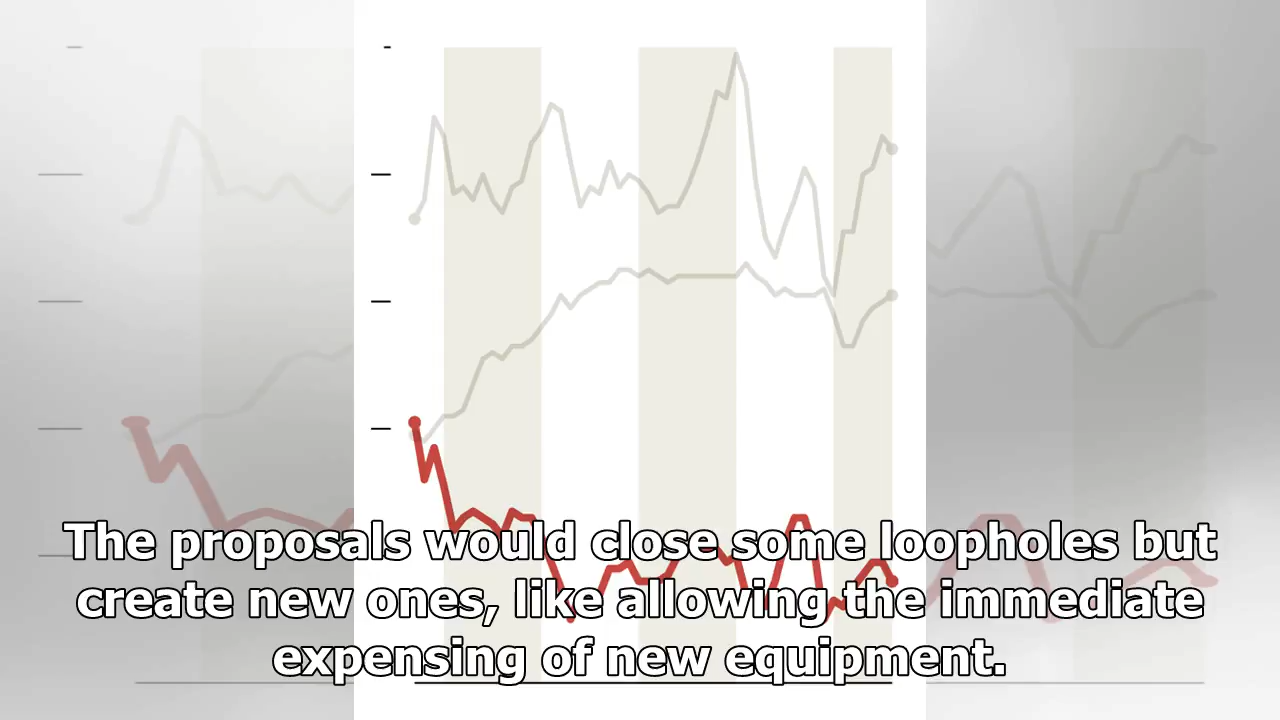 The proposals would close some loopholes but
create new ones, like allowing the immediate
expensing of new equipment.